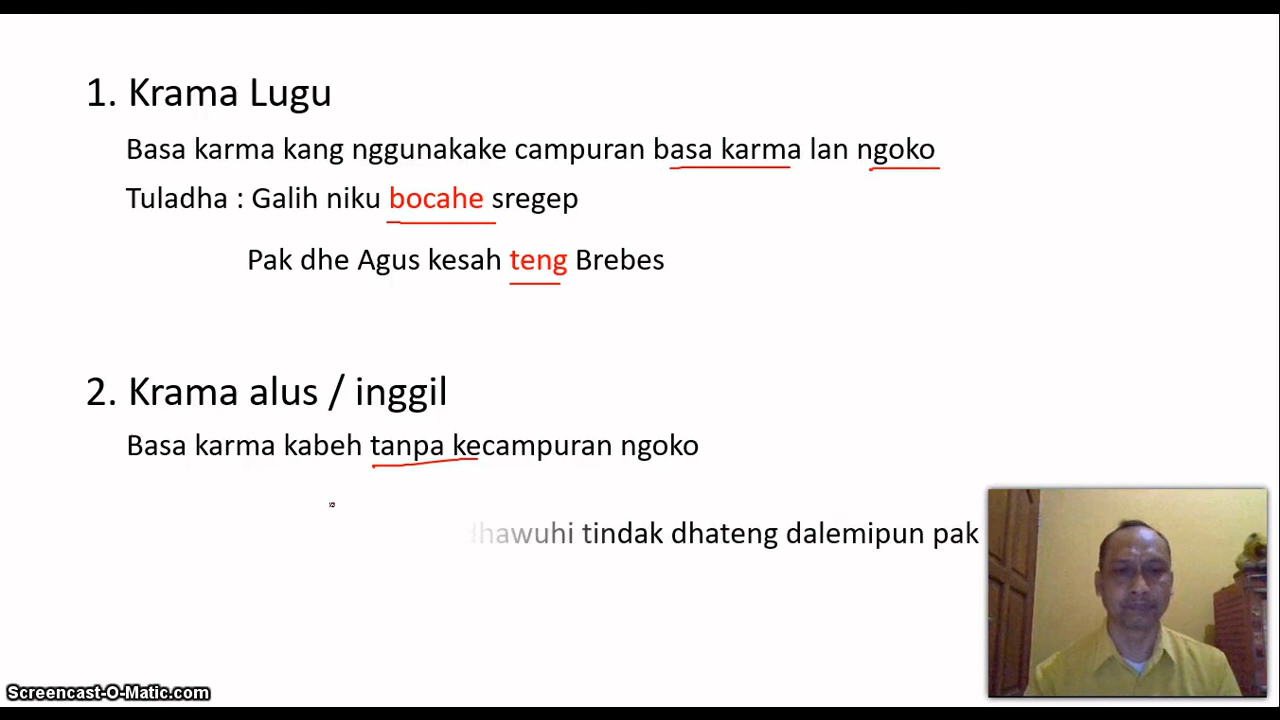 1. Krama Lugu
Basa karma kang nggunakake campuran basa karma lan ngoko
Tuladha : Galih niku bocahe sregep
Pak dhe Agus kesah teng Brebes
2. Krama alus / inggil
Basa karma kabeh tanpa kecampuran ngoko
tindak dhateng dalemipun pak
Screencast-O-Matic.com